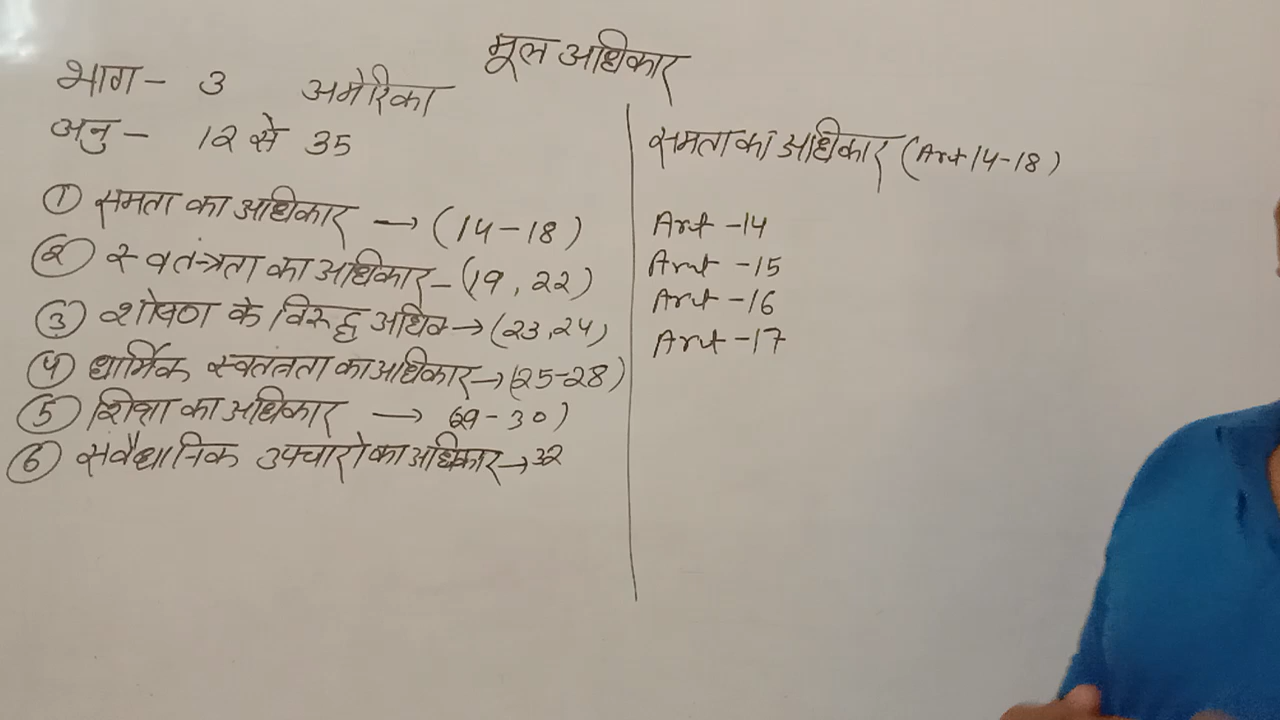 मूल अधिकार
भाग - 3 अमेरिका
अनु - 12 से 35
① समता का अधिकार → (14-18)
② स्वतंन्त्रता का अधिकार - (19, 22)
③ शोषण के विरुद्ध अधिक → (23, 24)
④ धार्मिक स्वतंत्रता का अधिकार → (25-28)
⑤ शिक्षा का अधिकार → (29-30)
⑥ संवैधानिक उपचारो का अधिकार → 32
समता का अधिकार (Art 14-18)
Art -14
Art -15
Art -16
Art -17